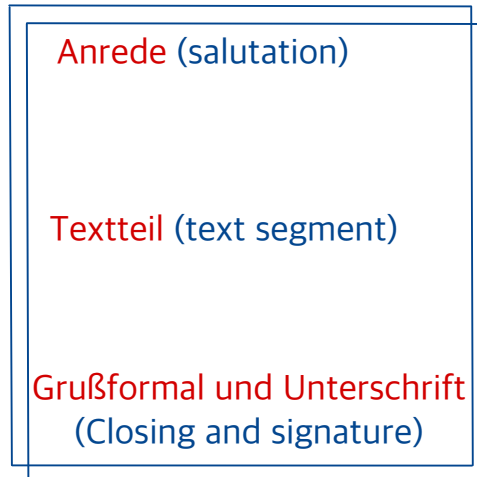 Anrede (salutation)
Textteil (text segment)
Grußformal und Unterschrift
(Closing and signature)